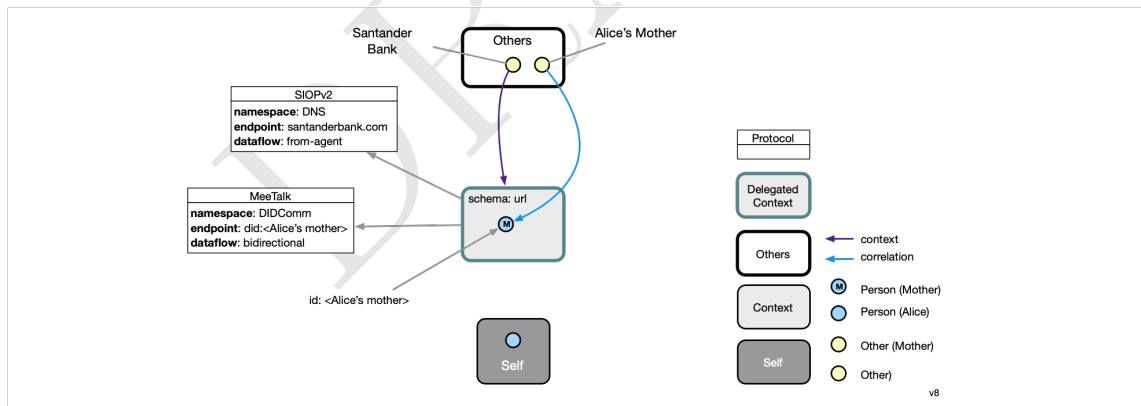 Santander
Bank
Others
Alice's Mother
SIOPv2
namespace: DNS
endpoint: santanderbank.com
dataflow: from-agent
MeeTalk
namespace: DIDComm
endpoint: did:<Alice's mother>
dataflow: bidirectional
schema: url
M
id: <Alice's mother>
Self
Protocol
Delegated
Context
Others
context
correlation
Context
M
Person (Mother)
Person (Alice)
Self
Other (Mother)
Other)
v8